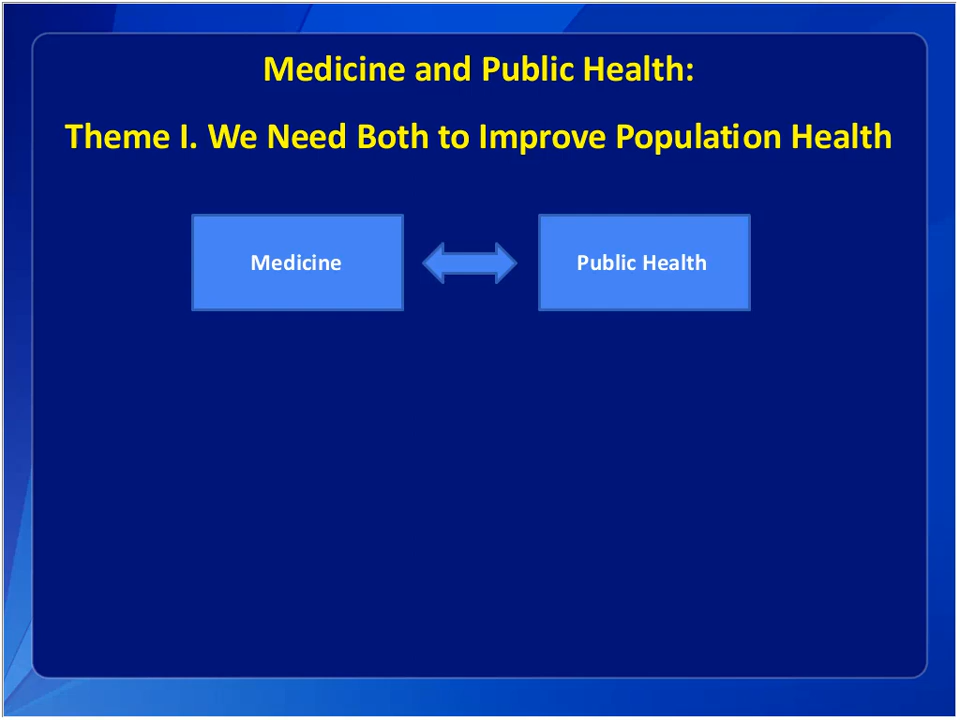 Medicine and Public Health:
Theme I. We Need Both to Improve Population Health
Medicine
Public Health